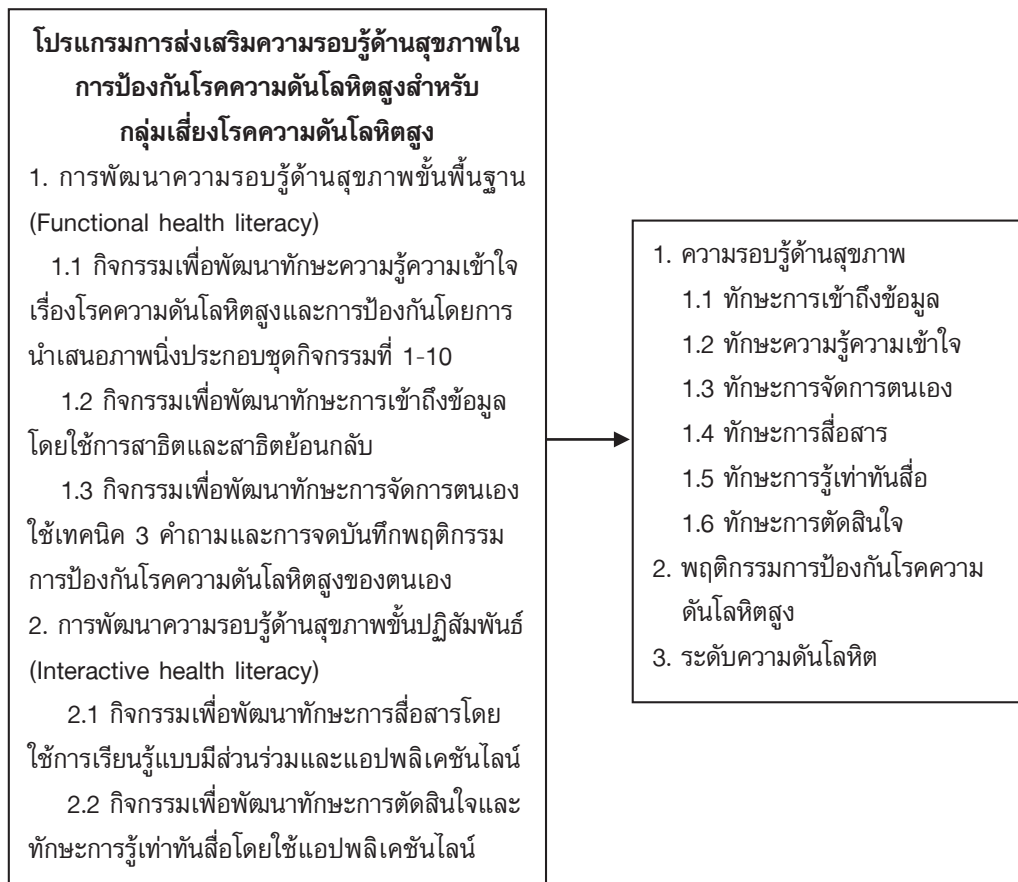 โปรแกรมการส่งเสริมความรอบรู้ด้านสุขภาพใน
การป้องกันโรคความดันโลหิตสูงสำหรับ
กลุ่มเสี่ยงโรคความดันโลหิตสูง
1. การพัฒนาความรอบรู้ด้านสุขภาพขั้นพื้นฐาน
(Functional health literacy)
1.1 กิจกรรมเพื่อพัฒนาทักษะความรู้ความเข้าใจ
เรื่องโรคความดันโลหิตสูงและการป้องกันโดยการ
นำเสนอภาพนิ่งประกอบชุดกิจกรรมที่ 1-10
1.2 กิจกรรมเพื่อพัฒนาทักษะการเข้าถึงข้อมูล
โดยใช้การสาธิตและสาธิตย้อนกลับ
1.3 กิจกรรมเพื่อพัฒนาทักษะการจัดการตนเอง
ใช้เทคนิค 3 คำถามและการจดบันทึกพฤติกรรม
การป้องกันโรคความดันโลหิตสูงของตนเอง
2. การพัฒนาความรอบรู้ด้านสุขภาพขั้นปฏิสัมพันธ์
(Interactive health literacy)
2.1 กิจกรรมเพื่อพัฒนาทักษะการสื่อสารโดย
ใช้การเรียนรู้แบบมีส่วนร่วมและแอปพลิเคชันไลน์
2.2 กิจกรรมเพื่อพัฒนาทักษะการตัดสินใจและ
ทักษะการรู้เท่าทันสื่อโดยใช้แอปพลิเคชันไลน์
1. ความรอบรู้ด้านสุขภาพ
1.1 ทักษะการเข้าถึงข้อมูล
1.2 ทักษะความรู้ความเข้าใจ
1.3 ทักษะการจัดการตนเอง
1.4 ทักษะการสื่อสาร
1.5 ทักษะการรู้เท่าทันสื่อ
1.6 ทักษะการตัดสินใจ
2. พฤติกรรมการป้องกันโรคความ
ดันโลหิตสูง
3. ระดับความดันโลหิต